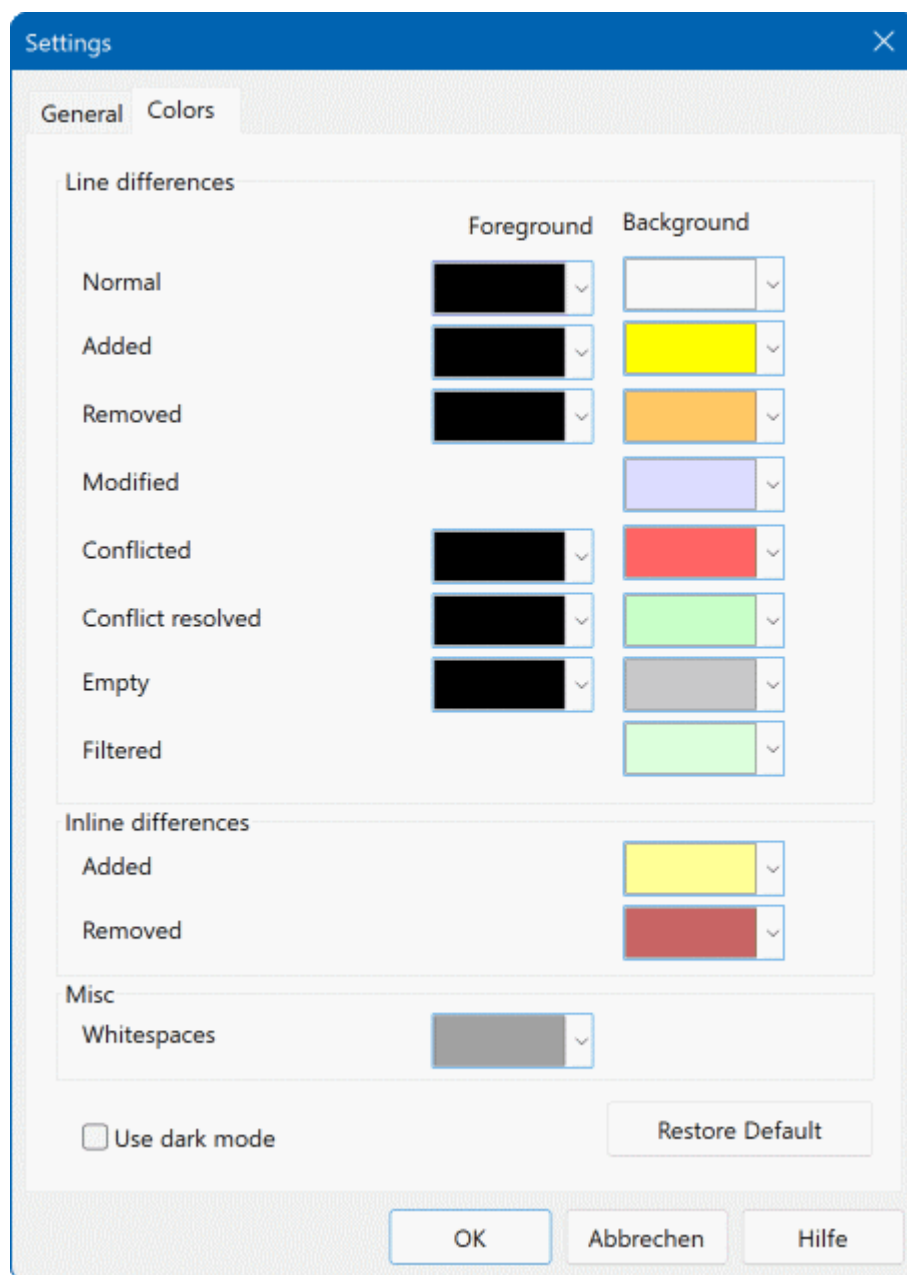 Settings
General Colors
Line differences
Foreground Background
Normal
Added
Removed
Modified
Conflicted
Conflict resolved
Empty
Filtered
Inline differences
Added
Removed
Misc
Whitespaces
Use dark mode Restore Default
OK Abbrechen Hilfe